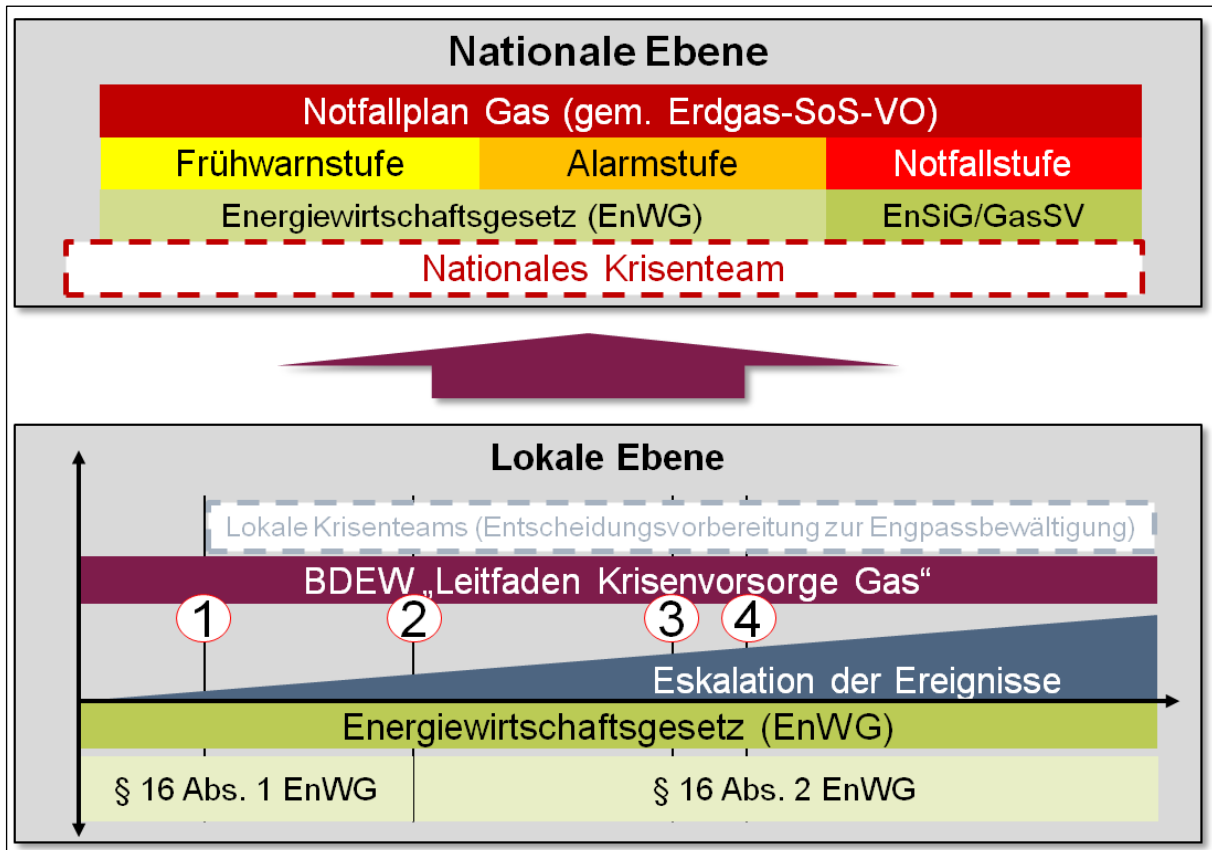 Nationale Ebene
Notfallplan Gas (gem. Erdgas-SoS-VO)
Frühwarnstufe
Alarmstufe
Notfallstufe
Energiewirtschaftsgesetz (EnWG)
EnSiG/GasSV
Nationales Krisenteam
Lokale Ebene
Lokale Krisenteams (Entscheidungsvorbereitung zur Engpassbewältigung)
BDEW „Leitfaden Krisenvorsorge Gas“
1
2
3
4
Eskalation der Ereignisse
Energiewirtschaftsgesetz (EnWG)
§ 16 Abs. 1 EnWG
§ 16 Abs. 2 EnWG